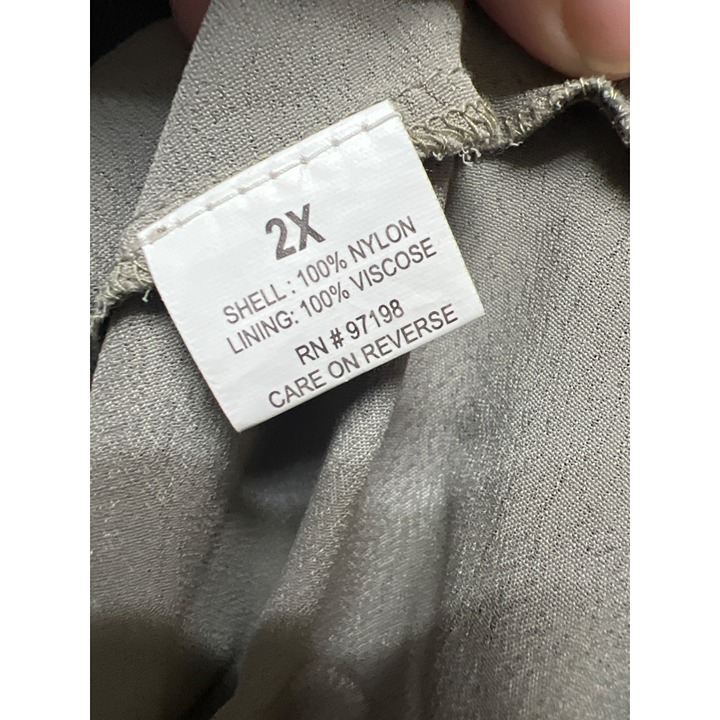 2X
SHELL : 100% NYLON
LINING: 100% VISCOSE
RN # 97198
CARE ON REVERSE